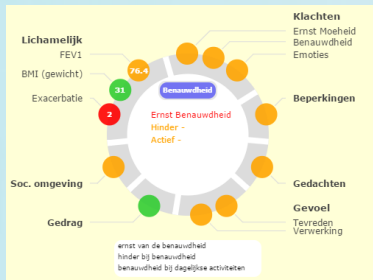 Klachten
Ernst Moeheid
Benauwdheid
Emoties
Lichamelijk
FEV1
BMI (gewicht)
Exacerbatie
76.4
31
2
Benauwdheid
Ernst Benauwdheid
Hinder -
Actief -
Beperkingen
Soc. omgeving
Gedachten
Gedrag
Gevoel
Tevreden
Verwerking
ernst van de benauwdheid
hinder bij benauwdheid
benauwdheid bij dagelijkse activiteiten